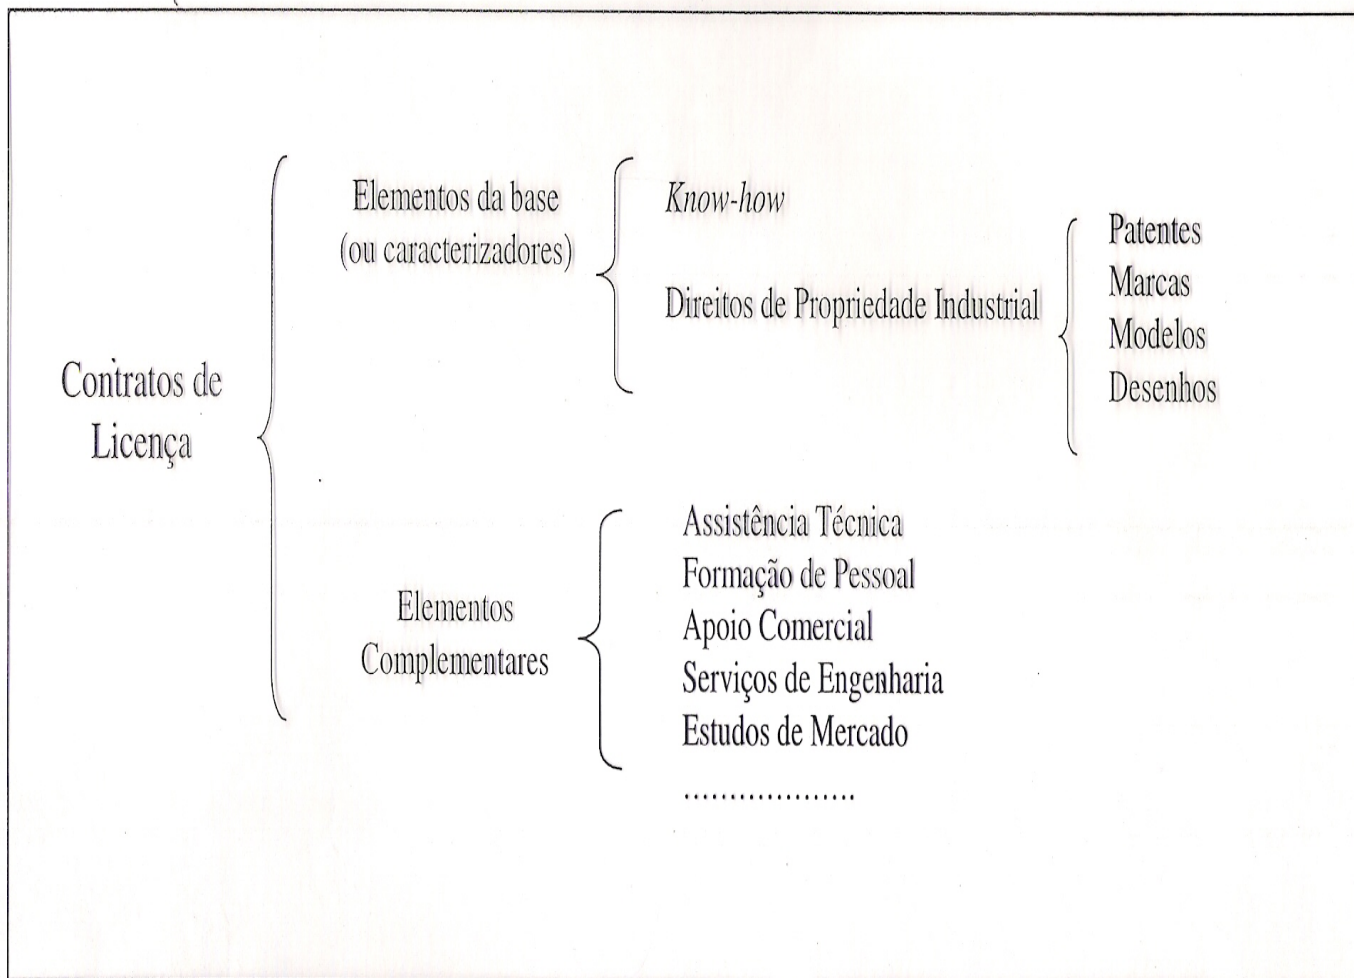 Contratos de
Licença
Elementos da base
(ou caracterizadores)
Know-how
Direitos de Propriedade Industrial
Patentes
Marcas
Modelos
Desenhos
Elementos
Complementares
Assistência Técnica
Formação de Pessoal
Apoio Comercial
Serviços de Engenharia
Estudos de Mercado
...................